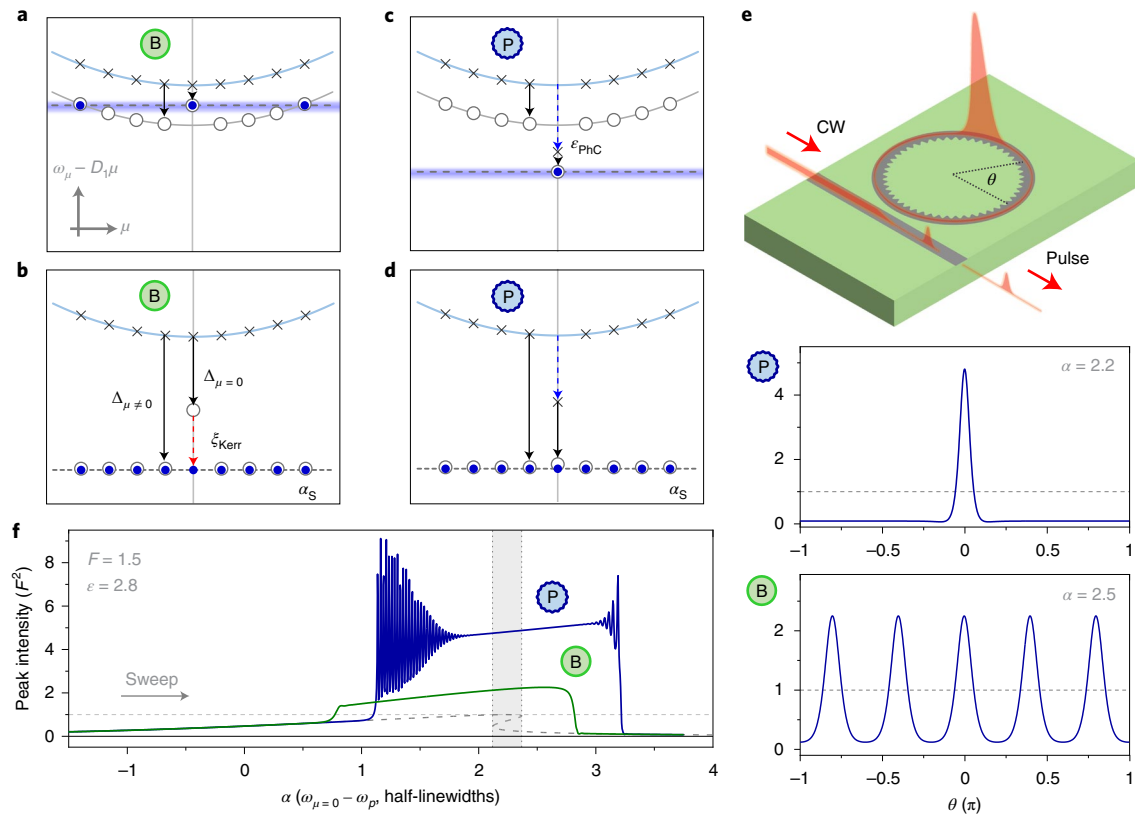 a
B
ω_μ − D₁μ
μ
c
P
ε_PhC
b
B
Δ_μ≠0
Δ_μ=0
ξ_Kerr
α_S
d
P
α_S
e
CW
θ
Pulse
P
α = 2.2
4
2
0
−1
−0.5
0
0.5
1
B
α = 2.5
2
1
0
−1
−0.5
0
0.5
1
θ (π)
f
F = 1.5
ε = 2.8
P
B
Sweep
Peak intensity (F²)
8
6
4
2
0
−1
0
1
2
3
4
α (ω_μ=0 − ω_p, half-linewidths)